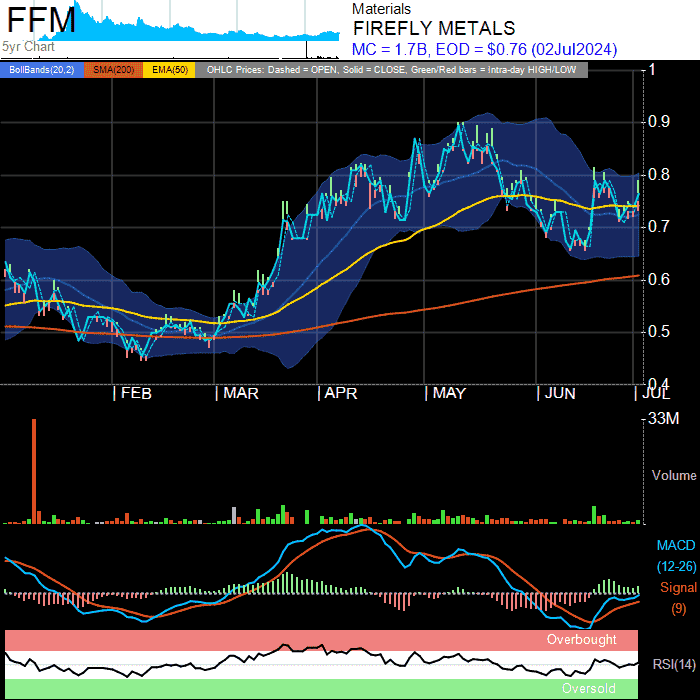 FFM
5yr Chart
Materials
FIREFLY METALS
MC = 1.7B, EOD = $0.76 (02Jul2024)
BollBands(20,2) SMA(200) EMA(50) OHLC Prices: Dashed = OPEN, Solid = CLOSE, Green/Red bars = Intra-day HIGH/LOW
1
0.9
0.8
0.7
0.6
0.5
0.4
FEB MAR APR MAY JUN JUL
33M
Volume
MACD
(12-26)
Signal
(9)
Overbought
RSI(14)
Oversold